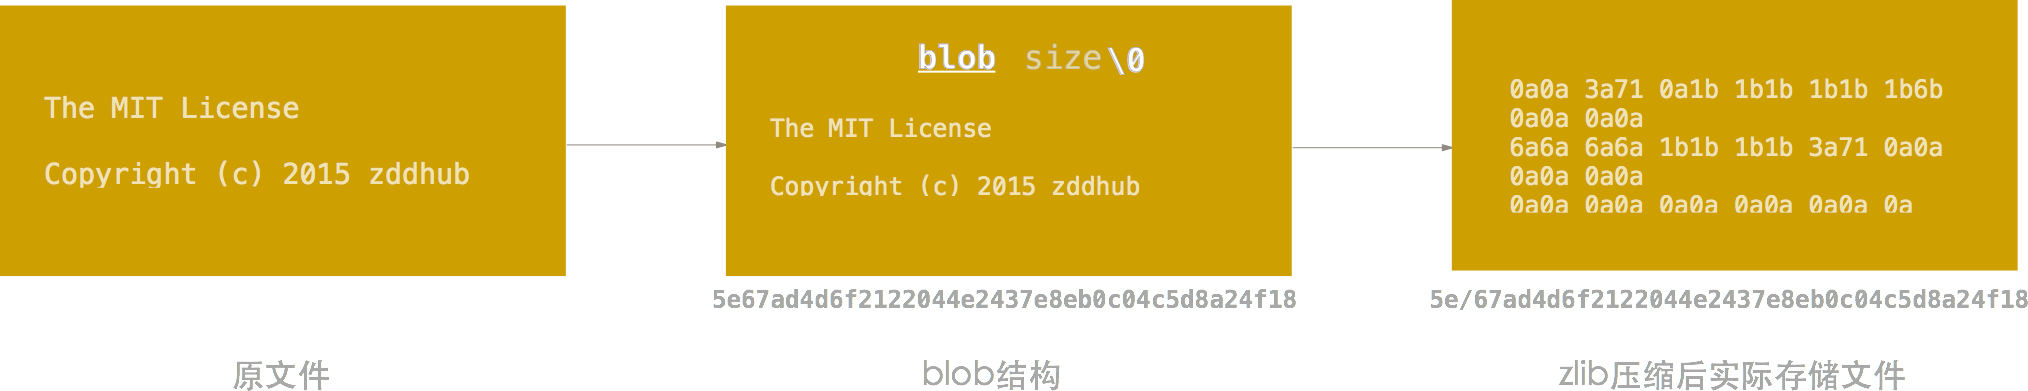 The MIT License
Copyright (c) 2015 zddhub
原文件
blob size\0
The MIT License
Copyright (c) 2015 zddhub
5e67ad4d6f2122044e2437e8eb0c04c5d8a24f18
blob结构
0a0a 3a71 0a1b 1b1b 1b1b 1b6b
0a0a 0a0a
6a6a 6a6a 1b1b 1b1b 3a71 0a0a
0a0a 0a0a
0a0a 0a0a 0a0a 0a0a 0a0a 0a
5e/67ad4d6f2122044e2437e8eb0c04c5d8a24f18
zlib压缩后实际存储文件